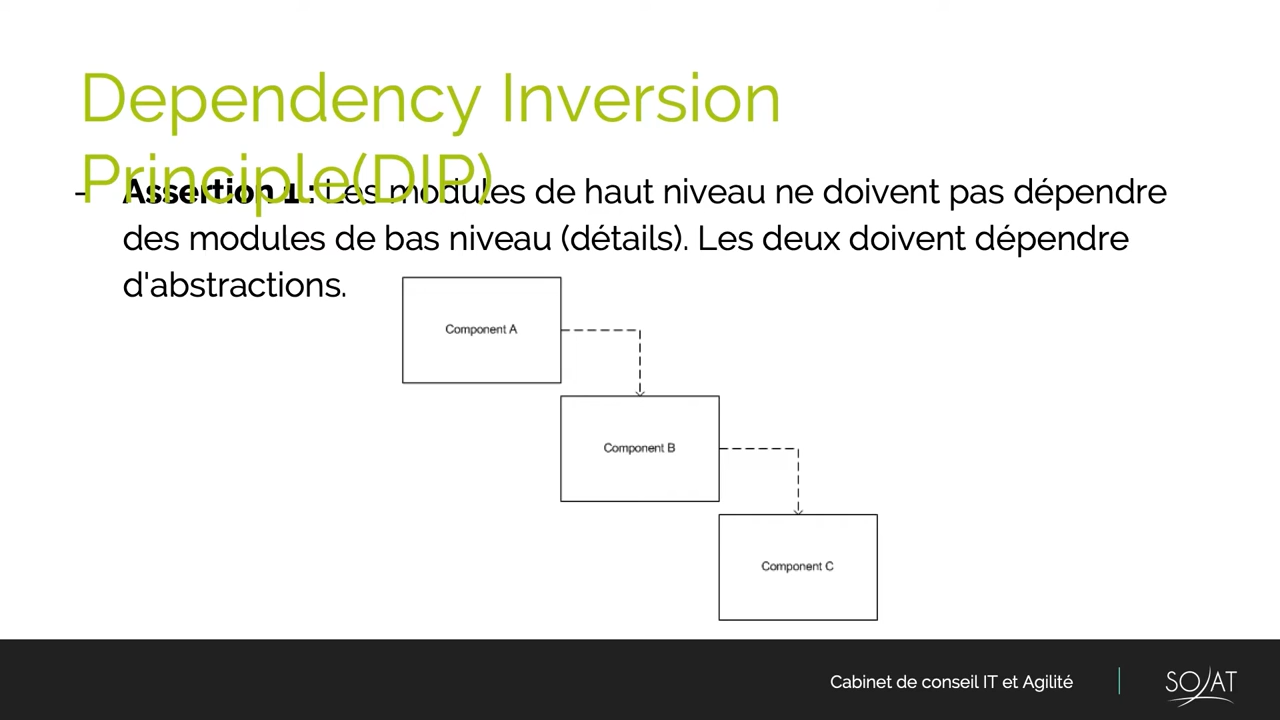 Dependency Inversion
Principle(DIP)
- Assertion 1 : Les modules de haut niveau ne doivent pas dépendre
des modules de bas niveau (détails). Les deux doivent dépendre
d'abstractions.
Component A
Component B
Component C
Cabinet de conseil IT et Agilité
SOAT